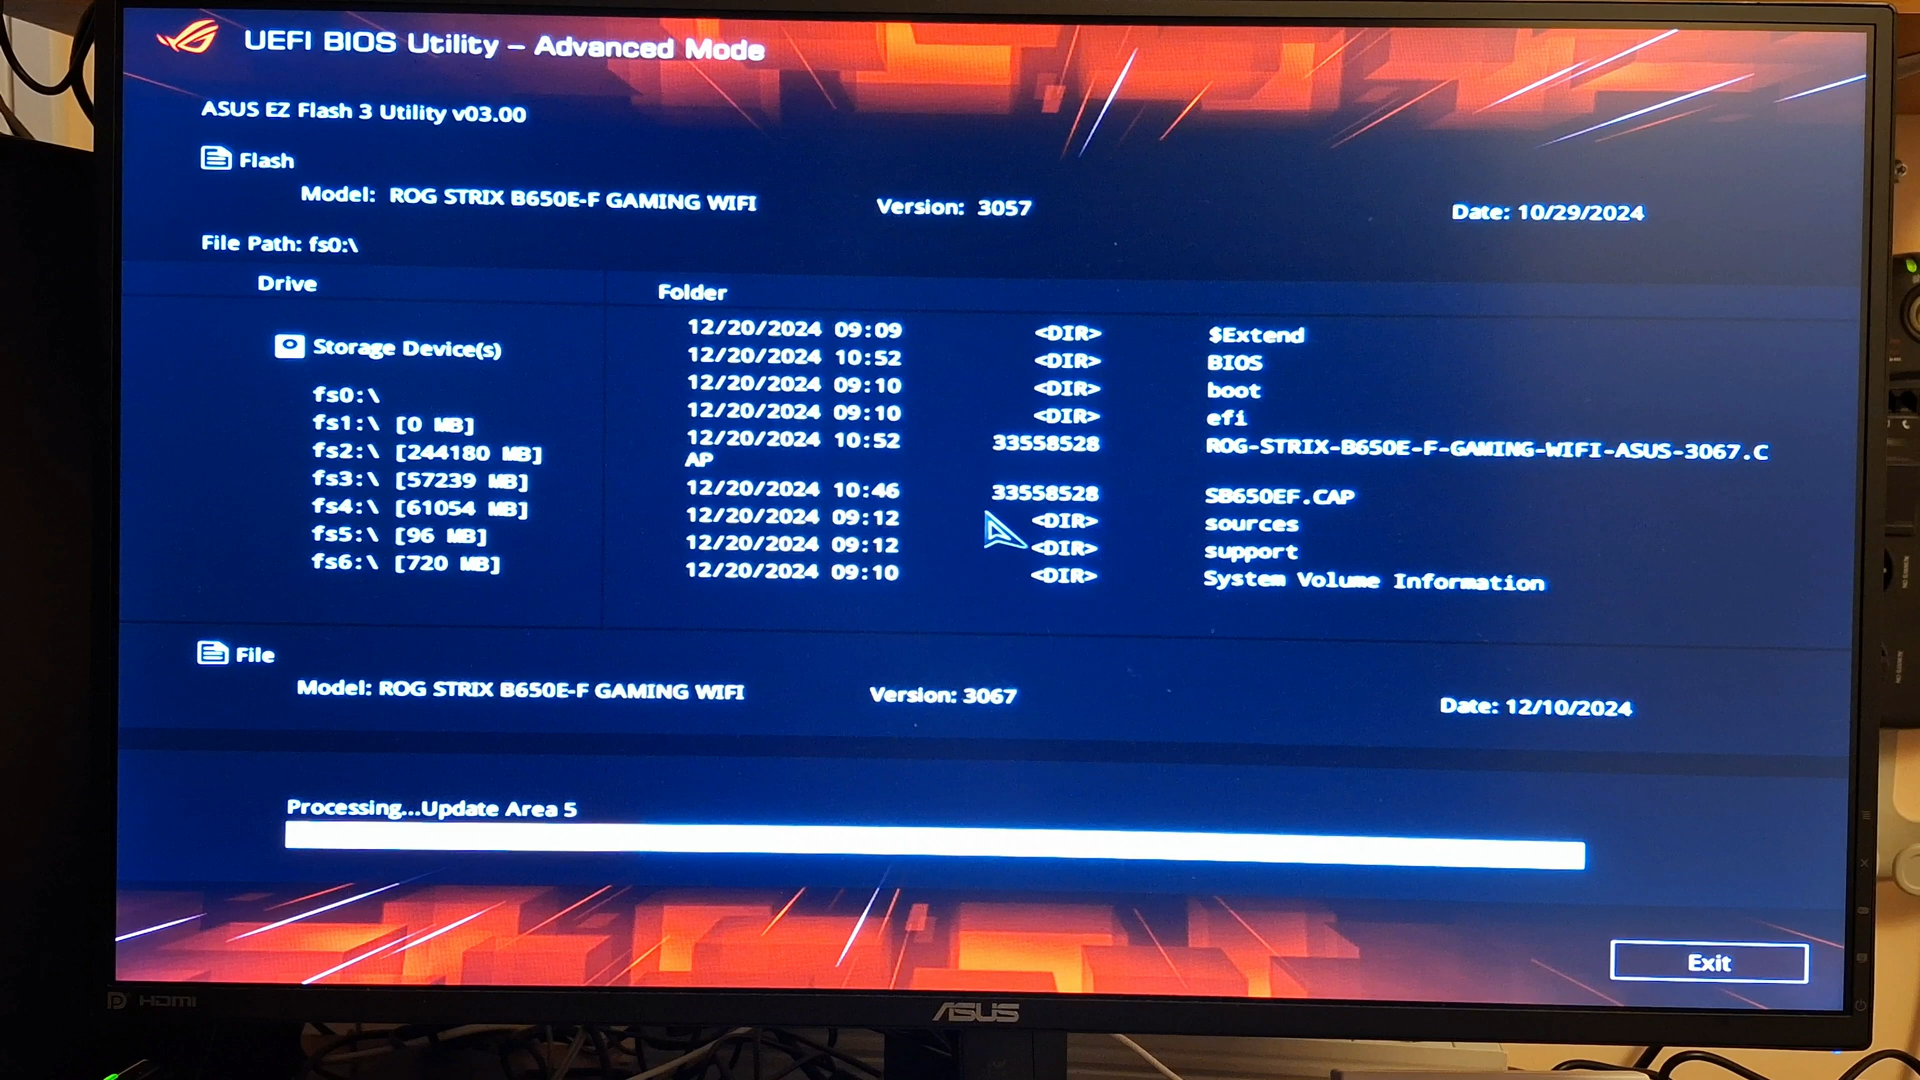 UEFI BIOS Utility – Advanced Mode
ASUS EZ Flash 3 Utility v03.00
Flash
Model: ROG STRIX B650E-F GAMING WIFI Version: 3057 Date: 10/29/2024
File Path: fs0:\
Drive Folder
Storage Device(s)
fs0:\
fs1:\ [0 MB]
fs2:\ [244180 MB]
fs3:\ [57239 MB]
fs4:\ [61054 MB]
fs5:\ [96 MB]
fs6:\ [720 MB]
12/20/2024 09:09 <DIR> $Extend
12/20/2024 10:52 <DIR> BIOS
12/20/2024 09:10 <DIR> boot
12/20/2024 09:10 <DIR> efi
12/20/2024 10:52 33558528 ROG-STRIX-B650E-F-GAMING-WIFI-ASUS-3067.C
AP
12/20/2024 10:46 33558528 SB650EF.CAP
12/20/2024 09:12 <DIR> sources
12/20/2024 09:12 <DIR> support
12/20/2024 09:10 <DIR> System Volume Information
File
Model: ROG STRIX B650E-F GAMING WIFI Version: 3067 Date: 12/10/2024
Processing...Update Area 5
Exit
HDMI
ASUS